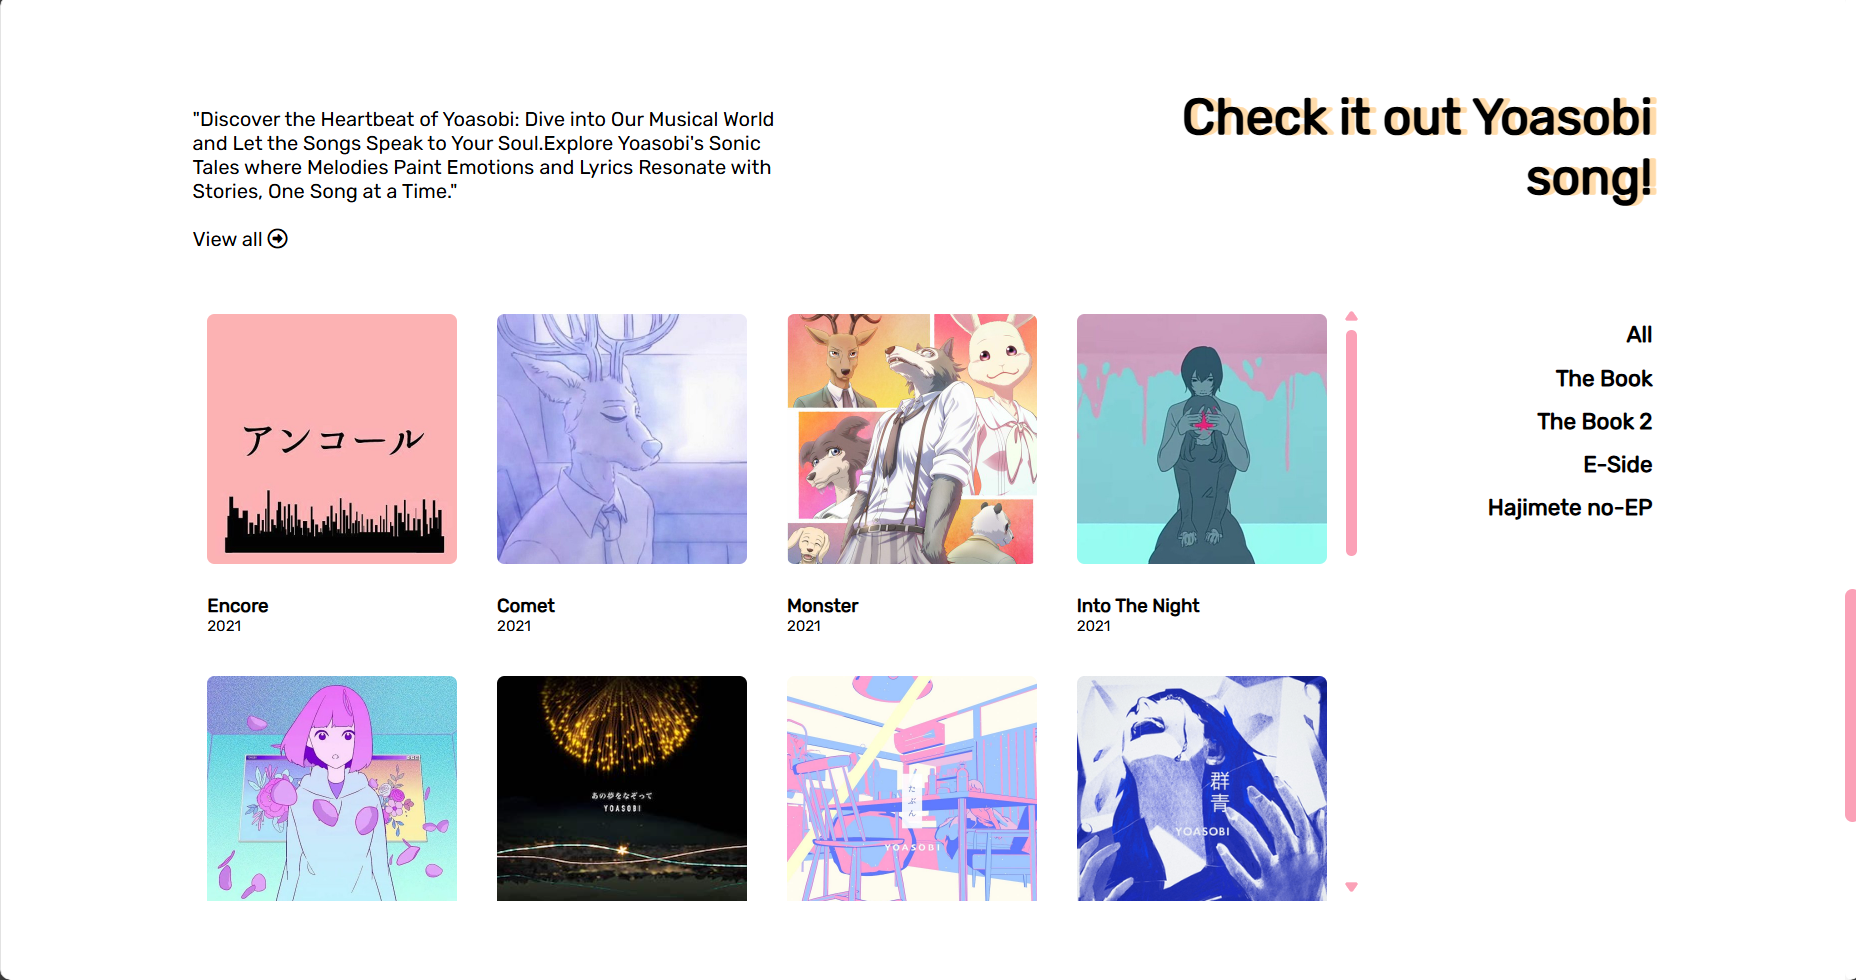 "Discover the Heartbeat of Yoasobi: Dive into Our Musical World
and Let the Songs Speak to Your Soul.Explore Yoasobi's Sonic
Tales where Melodies Paint Emotions and Lyrics Resonate with
Stories, One Song at a Time."
View all
Check it out Yoasobi
song!
All
The Book
The Book 2
E-Side
Hajimete no-EP
アンコール
Encore
2021
Comet
2021
Monster
2021
Into The Night
2021
あの夢をなぞって
YOASOBI
たぶん
YOASOBI
群青
YOASOBI